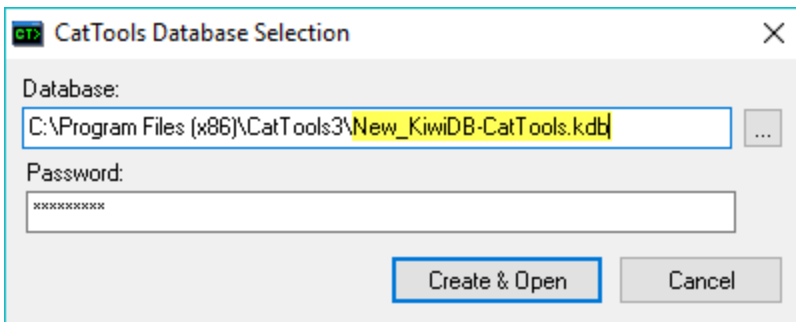 CT> CatTools Database Selection
Database:
C:\Program Files (x86)\CatTools3\New_KiwiDB-CatTools.kdb
...
Password:
*********
Create & Open
Cancel